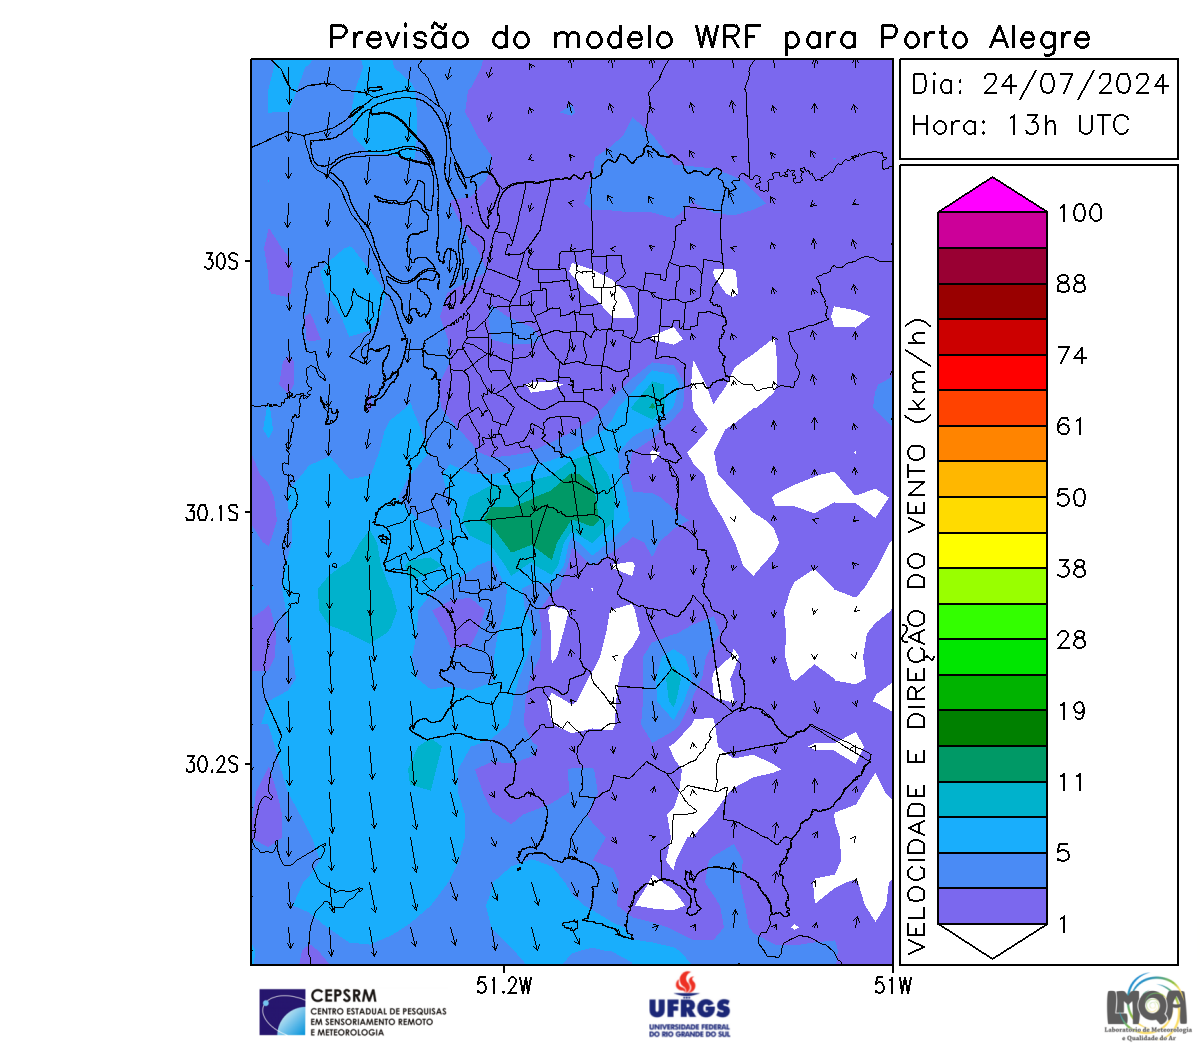 Previsão do modelo WRF para Porto Alegre
Dia: 24/07/2024
Hora: 13h UTC
30S
30.1S
30.2S
51.2W
51W
VELOCIDADE E DIREÇÃO DO VENTO (km/h)
100
88
74
61
50
38
28
19
11
5
1
CEPSRM
CENTRO ESTADUAL DE PESQUISAS
EM SENSORIAMENTO REMOTO
E METEOROLOGIA
UFRGS
UNIVERSIDADE FEDERAL
DO RIO GRANDE DO SUL
LMQA
Laboratório de Meteorologia
e Qualidade do Ar